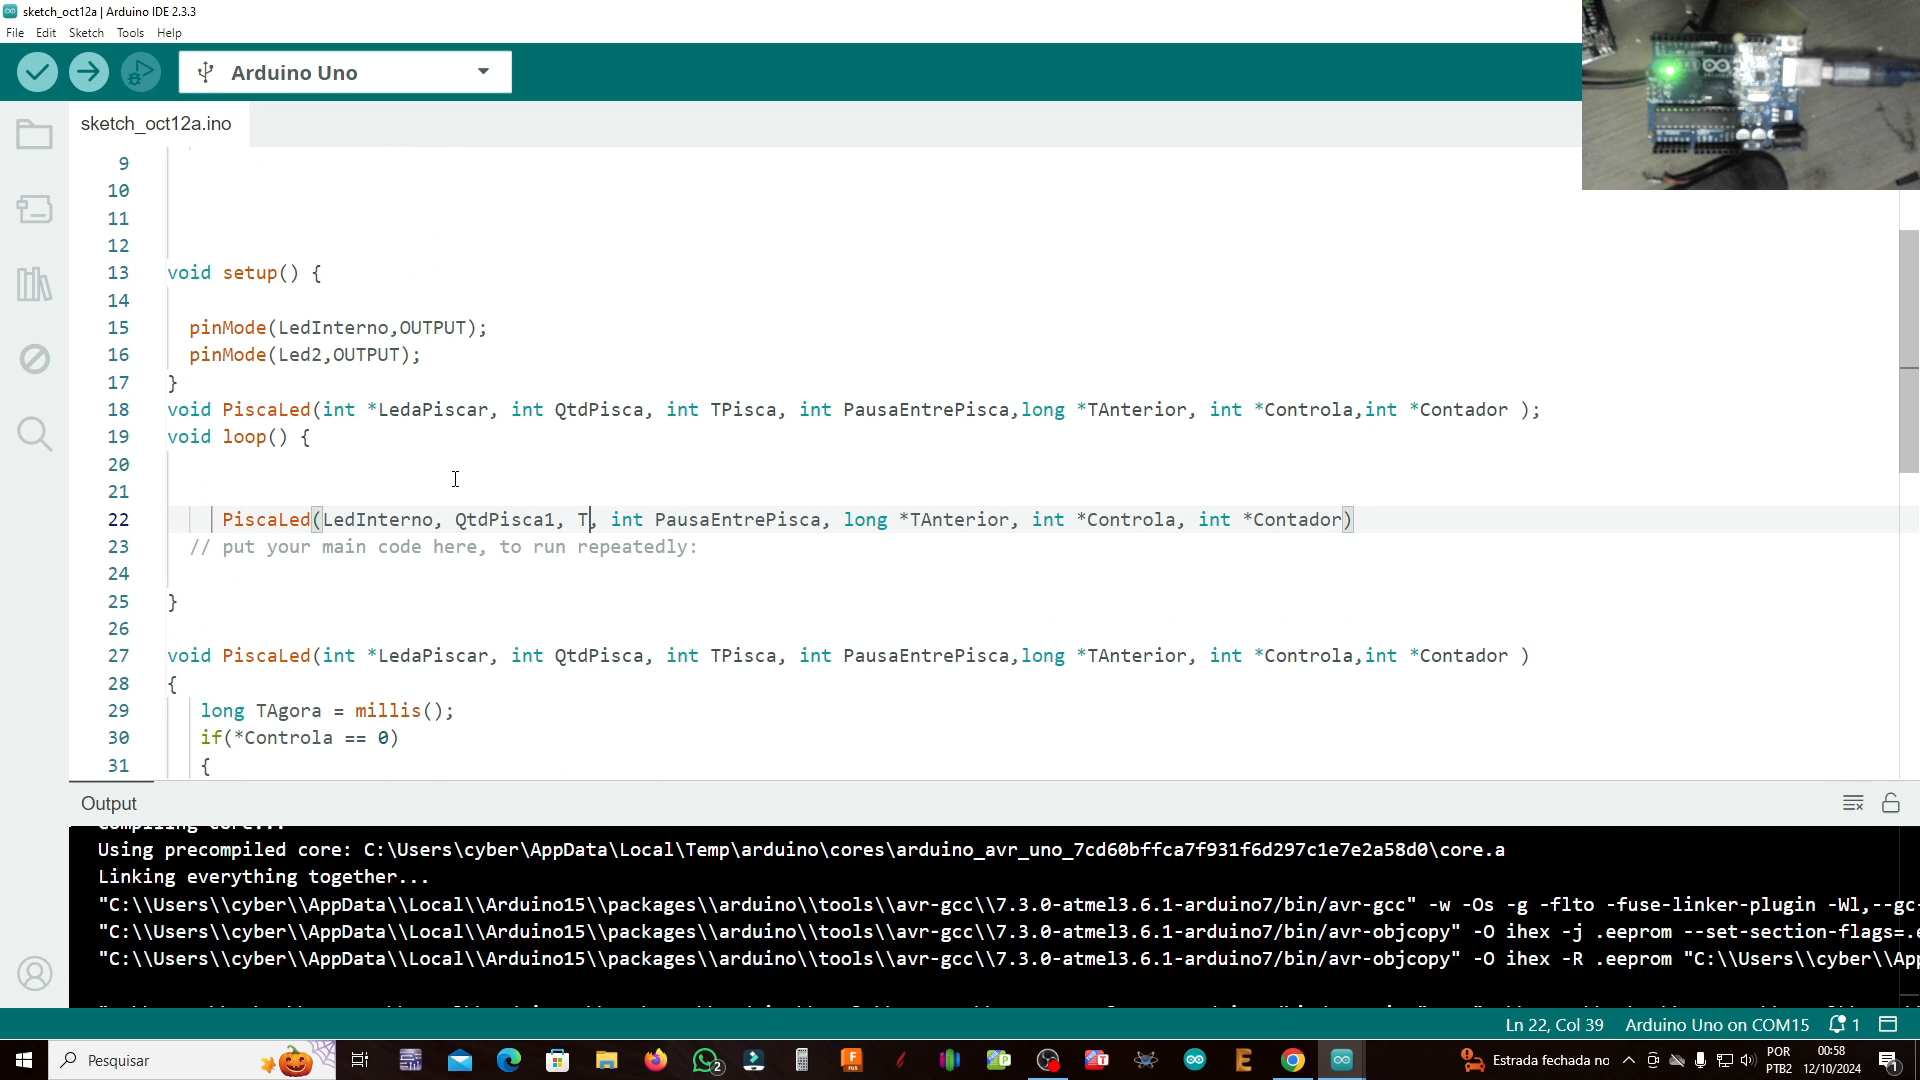 sketch_oct12a | Arduino IDE 2.3.3
File Edit Sketch Tools Help
Arduino Uno
sketch_oct12a.ino
9
10
11
12
13 void setup() {
14
15 pinMode(LedInterno,OUTPUT);
16 pinMode(Led2,OUTPUT);
17 }
18 void PiscaLed(int *LedaPiscar, int QtdPisca, int TPisca, int PausaEntrePisca,long *TAnterior, int *Controla,int *Contador );
19 void loop() {
20
21
22 PiscaLed(LedInterno, QtdPisca1, T, int PausaEntrePisca, long *TAnterior, int *Controla, int *Contador)
23 // put your main code here, to run repeatedly:
24
25 }
26
27 void PiscaLed(int *LedaPiscar, int QtdPisca, int TPisca, int PausaEntrePisca,long *TAnterior, int *Controla,int *Contador )
28 {
29 long TAgora = millis();
30 if(*Controla == 0)
31 {
Output
Compiling core...
Using precompiled core: C:\Users\cyber\AppData\Local\Temp\arduino\cores\arduino_avr_uno_7cd60bffca7f931f6d297c1e7e2a58d0\core.a
Linking everything together...
"C:\\Users\\cyber\\AppData\\Local\\Arduino15\\packages\\arduino\\tools\\avr-gcc\\7.3.0-atmel3.6.1-arduino7/bin/avr-gcc" -w -Os -g -flto -fuse-linker-plugin -Wl,--gc-
"C:\\Users\\cyber\\AppData\\Local\\Arduino15\\packages\\arduino\\tools\\avr-gcc\\7.3.0-atmel3.6.1-arduino7/bin/avr-objcopy" -O ihex -j .eeprom --set-section-flags=.e
"C:\\Users\\cyber\\AppData\\Local\\Arduino15\\packages\\arduino\\tools\\avr-gcc\\7.3.0-atmel3.6.1-arduino7/bin/avr-objcopy" -O ihex -R .eeprom "C:\\Users\\cyber\\Ap
Ln 22, Col 39 Arduino Uno on COM15 1
Pesquisar
2
Estrada fechada no
POR
PTB2
00:58
12/10/2024
1